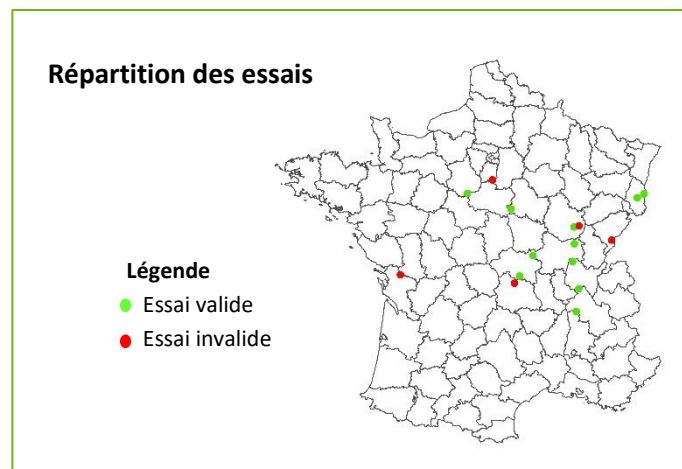 Répartition des essais
Légende
Essai valide
Essai invalide